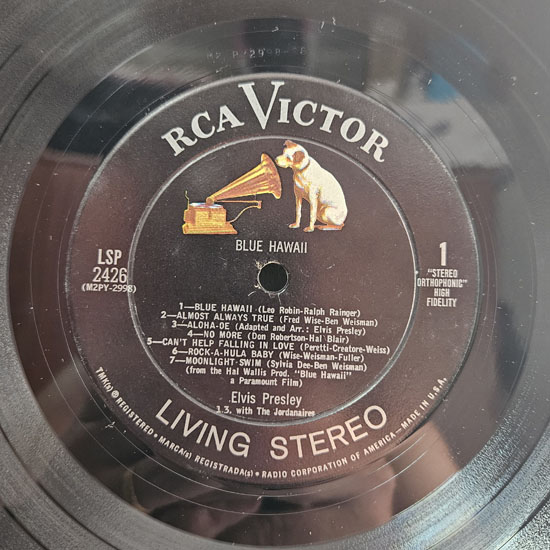 RCA VICTOR
BLUE HAWAII
LSP
2426
(M2PY-2998)
1
"STEREO
ORTHOPHONIC"
HIGH
FIDELITY
1—BLUE HAWAII (Leo Robin-Ralph Rainger)
2—ALMOST ALWAYS TRUE (Fred Wise-Ben Weisman)
3—ALOHA-OE (Adapted and Arr.: Elvis Presley)
4—NO MORE (Don Robertson-Hal Blair)
5—CAN'T HELP FALLING IN LOVE (Peretti-Creatore-Weiss)
6—ROCK-A-HULA BABY (Wise-Weisman-Fuller)
7—MOONLIGHT SWIM (Sylvia Dee-Ben Weisman)
(from the Hal Wallis Prod. "Blue Hawaii"
a Paramount Film)
Elvis Presley
1,3, with The Jordanaires
LIVING STEREO
TMK(s) ® REGISTERED • MARCA(s) REGISTRADA(s) • RADIO CORPORATION OF AMERICA—MADE IN U.S.A.